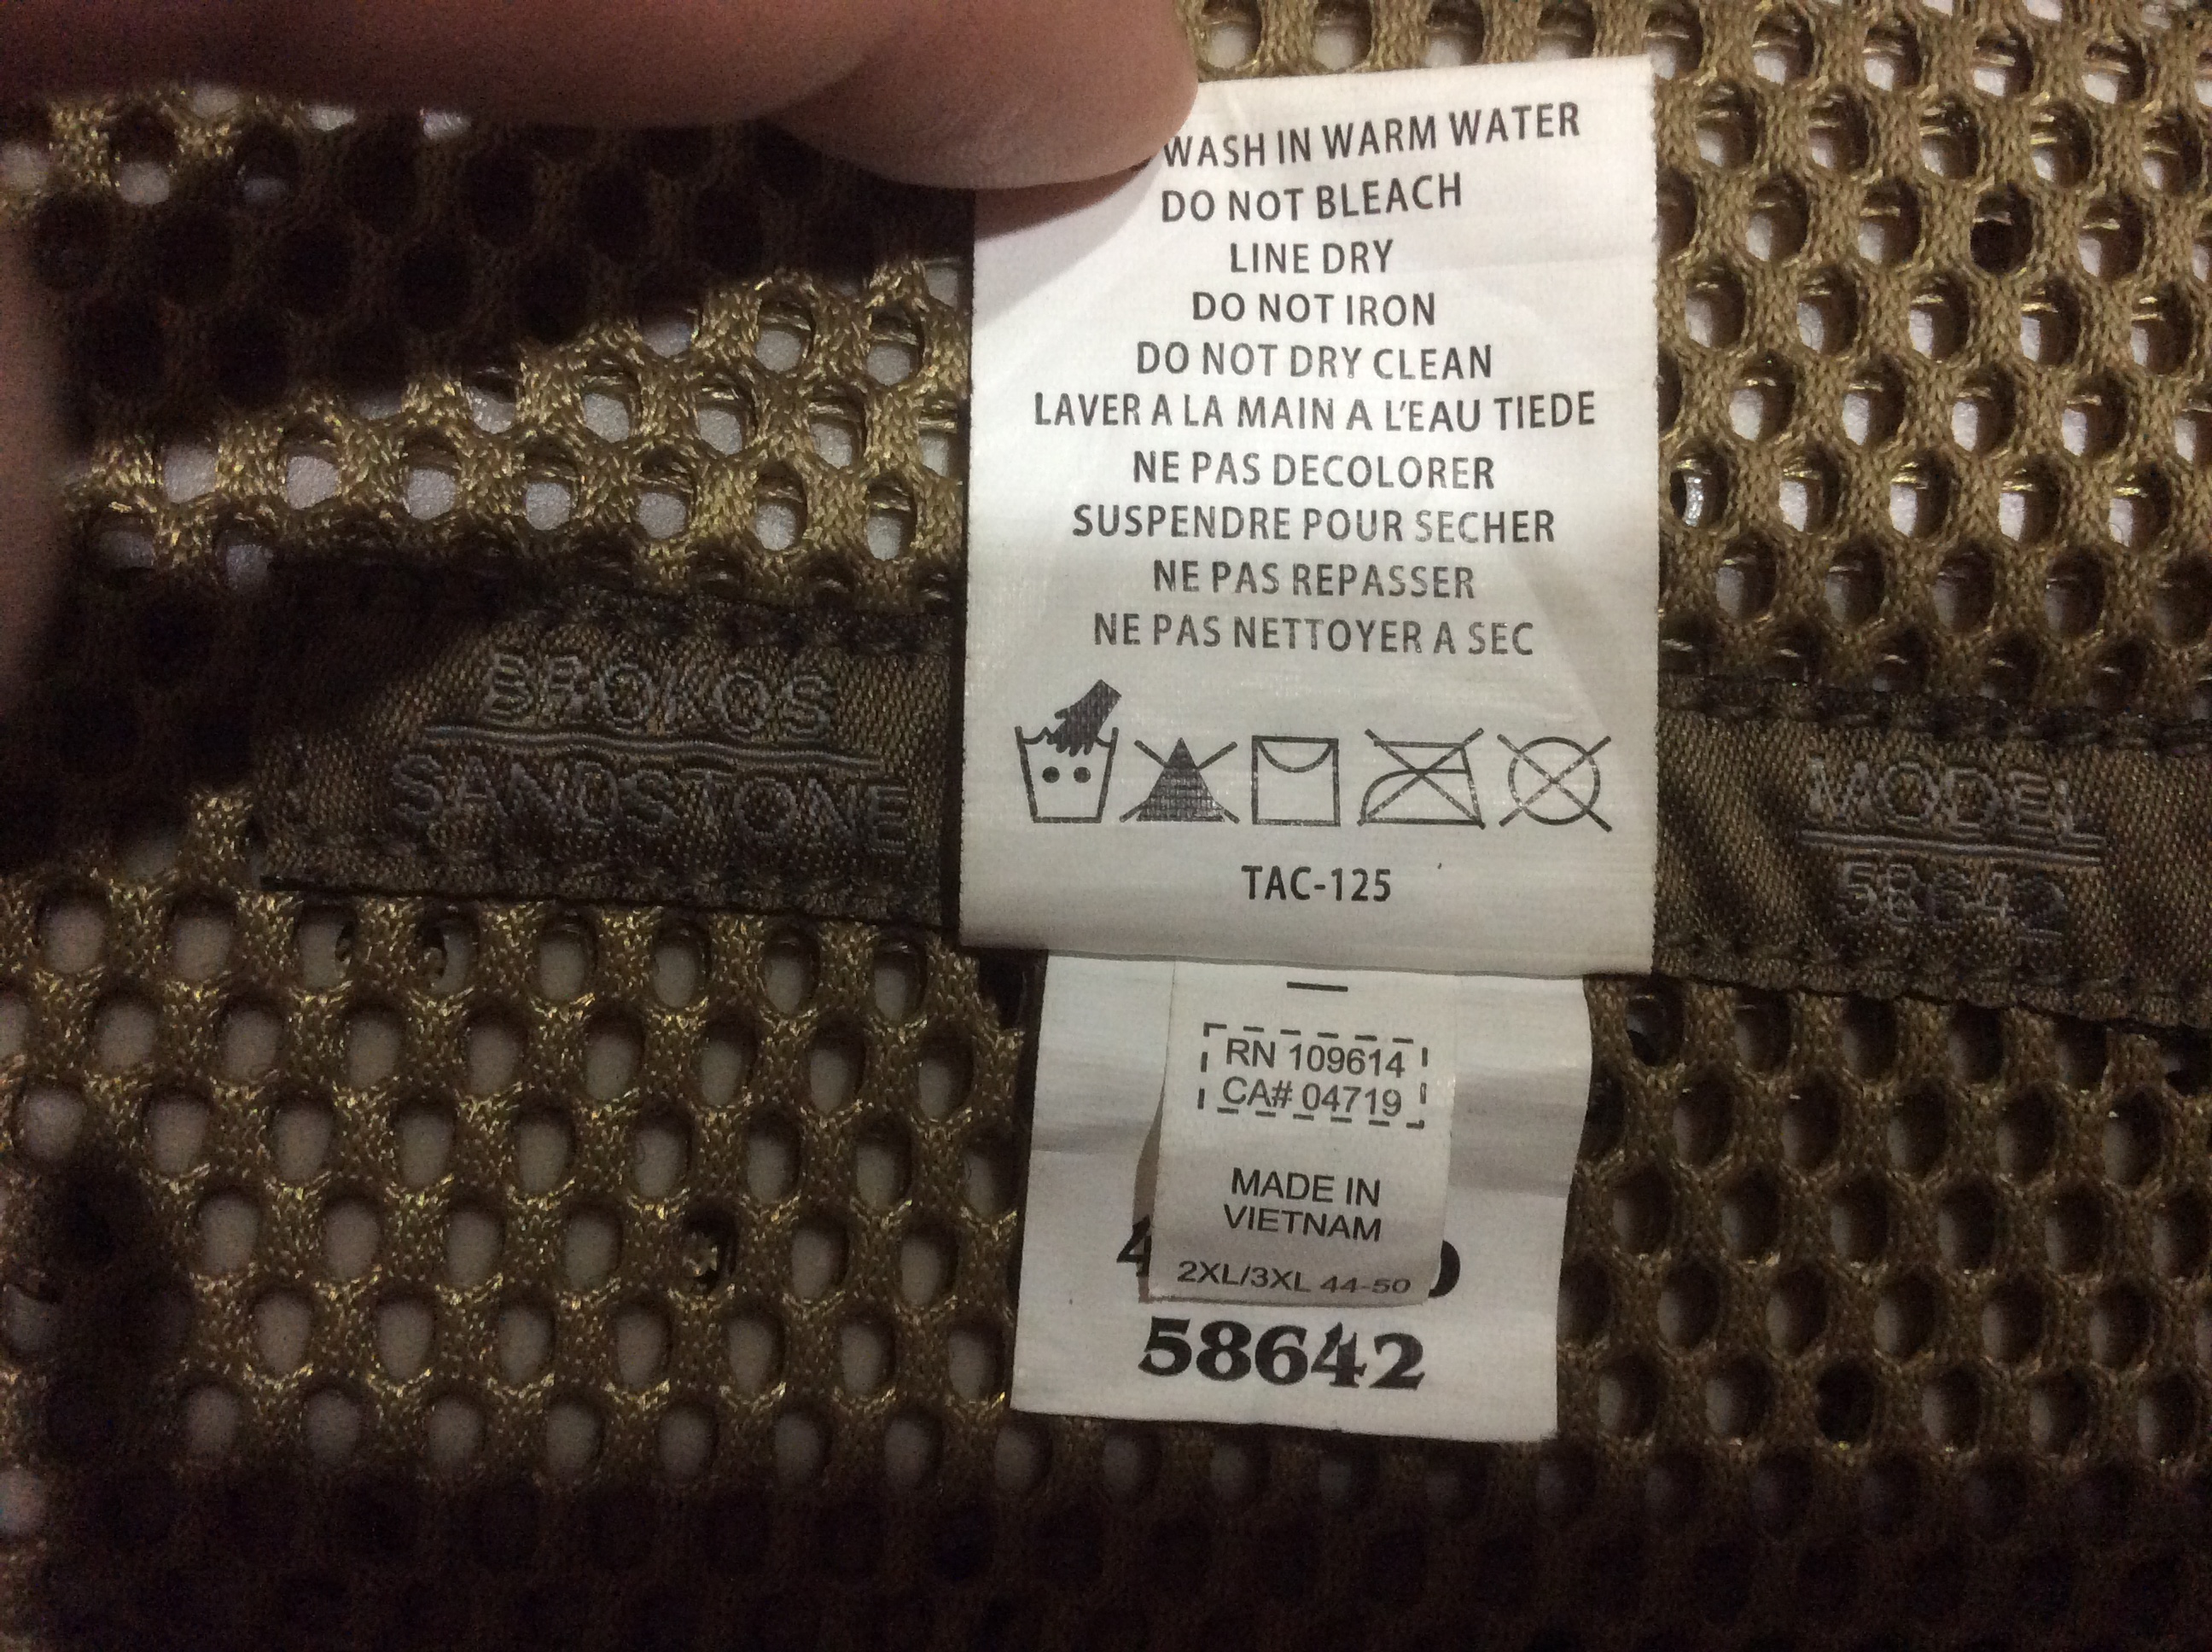 WASH IN WARM WATER
DO NOT BLEACH
LINE DRY
DO NOT IRON
DO NOT DRY CLEAN
LAVER A LA MAIN A L'EAU TIEDE
NE PAS DECOLORER
SUSPENDRE POUR SECHER
NE PAS REPASSER
NE PAS NETTOYER A SEC
TAC-125
BROKOS
SANDSTONE
MODEL
58642
RN 109614
CA# 04719
MADE IN
VIETNAM
2XL/3XL 44-50
58642